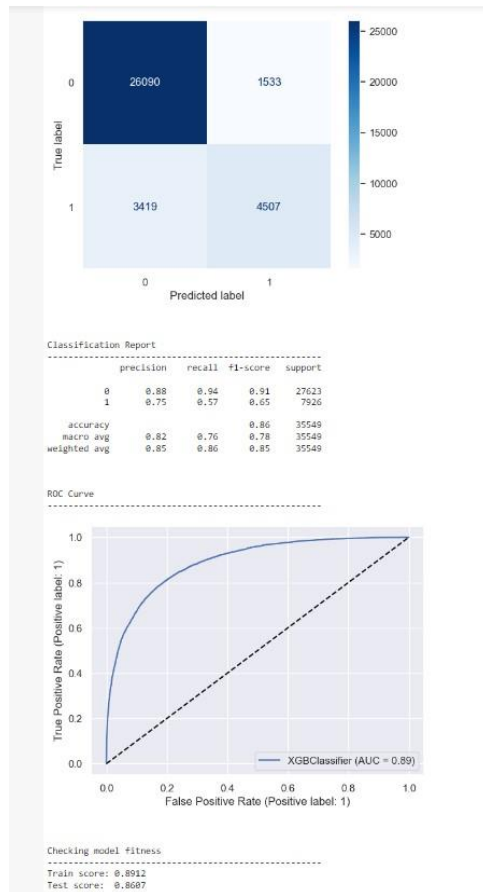 25000
0
26090
1533
20000
True label
15000
10000
1
3419
4507
5000
0
1
Predicted label
Classification Report
precision recall f1-score support
0 0.88 0.94 0.91 27623
1 0.75 0.57 0.65 7926
accuracy 0.86 35549
macro avg 0.82 0.76 0.78 35549
weighted avg 0.85 0.86 0.85 35549
ROC Curve
1.0
0.8
0.6
0.4
0.2
0.0
True Positive Rate (Positive label: 1)
XGBClassifier (AUC = 0.89)
0.0 0.2 0.4 0.6 0.8 1.0
False Positive Rate (Positive label: 1)
Checking model fitness
Train score: 0.8912
Test score: 0.8607